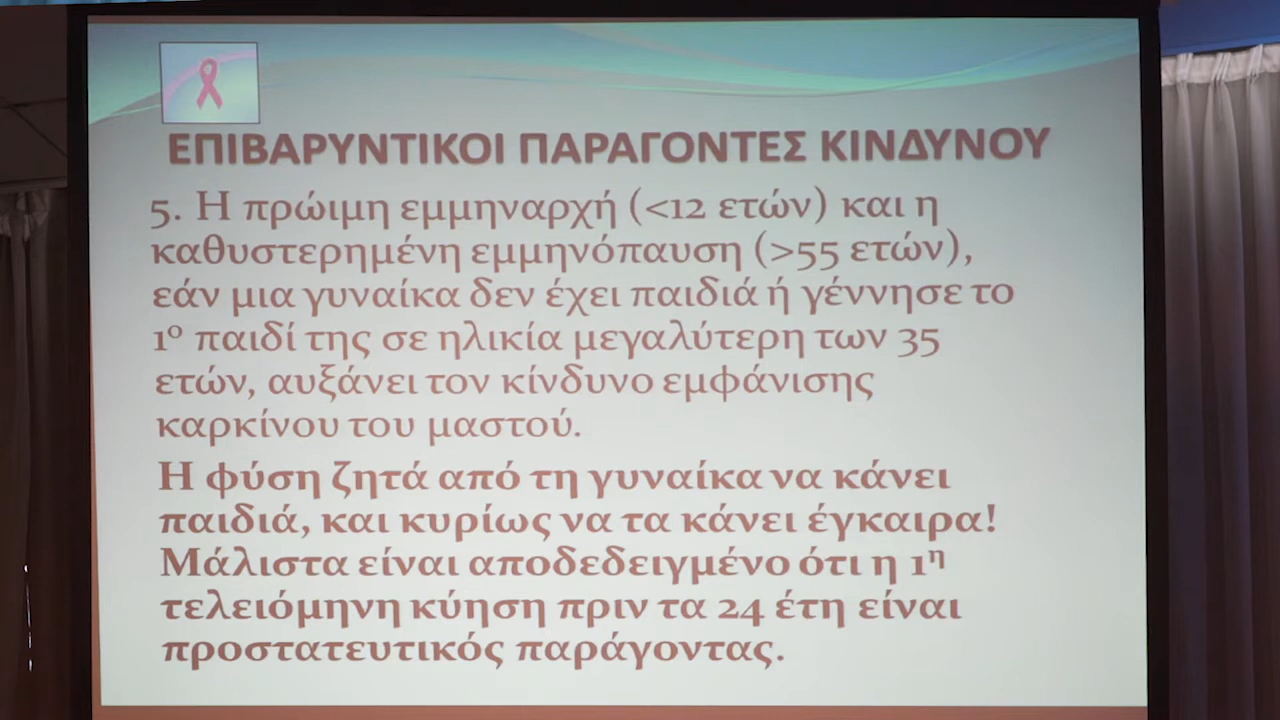 ΕΠΙΒΑΡΥΝΤΙΚΟΙ ΠΑΡΑΓΟΝΤΕΣ ΚΙΝΔΥΝΟΥ
5. Η πρώιμη εμμηναρχή (<12 ετών) και η
καθυστερημένη εμμηνόπαυση (>55 ετών),
εάν μια γυναίκα δεν έχει παιδιά ή γέννησε το
1º παιδί της σε ηλικία μεγαλύτερη των 35
ετών, αυξάνει τον κίνδυνο εμφάνισης
καρκίνου του μαστού.
Η φύση ζητά από τη γυναίκα να κάνει
παιδιά, και κυρίως να τα κάνει έγκαιρα!
Μάλιστα είναι αποδεδειγμένο ότι η 1η
τελειόμηνη κύηση πριν τα 24 έτη είναι
προστατευτικός παράγοντας.